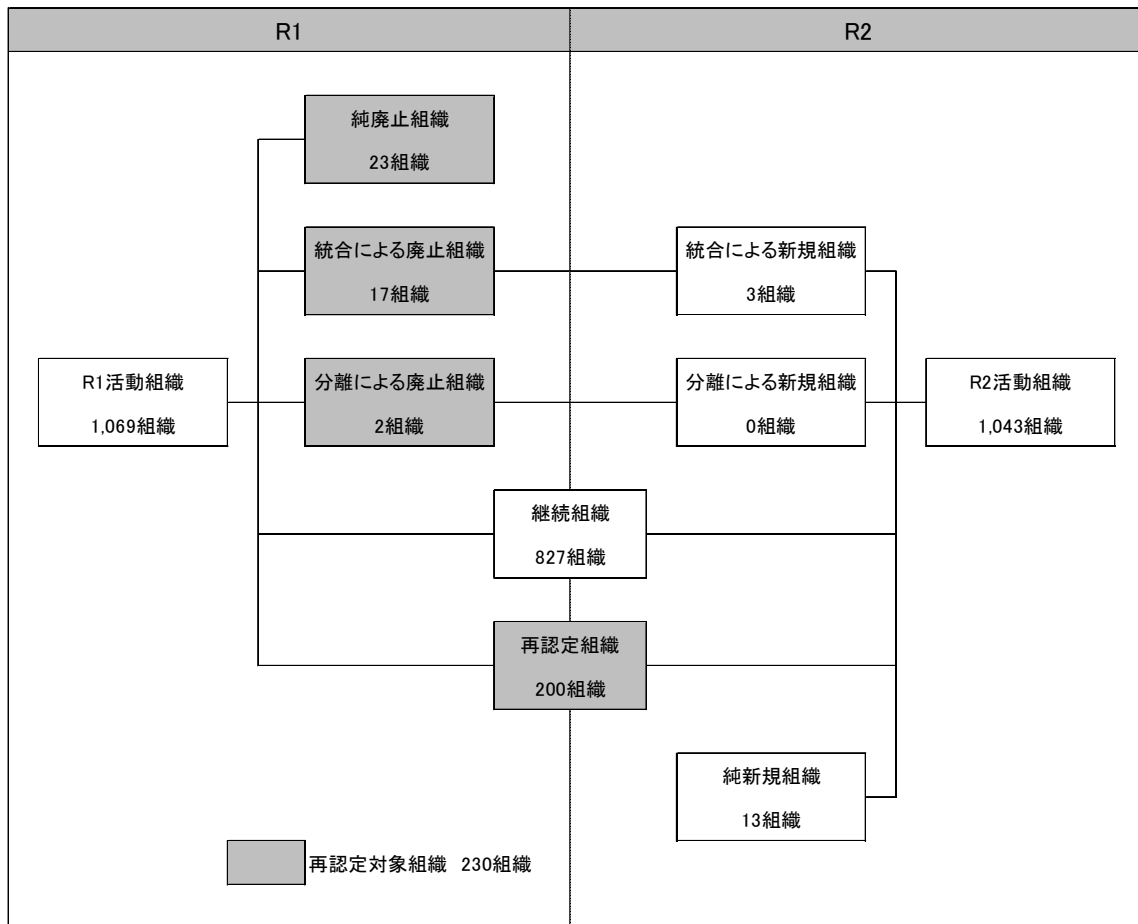 R1
R2
純廃止組織
23組織
統合による廃止組織
17組織
統合による新規組織
3組織
R1活動組織
1,069組織
分離による廃止組織
2組織
分離による新規組織
0組織
R2活動組織
1,043組織
継続組織
827組織
再認定組織
200組織
純新規組織
13組織
再認定対象組織 230組織